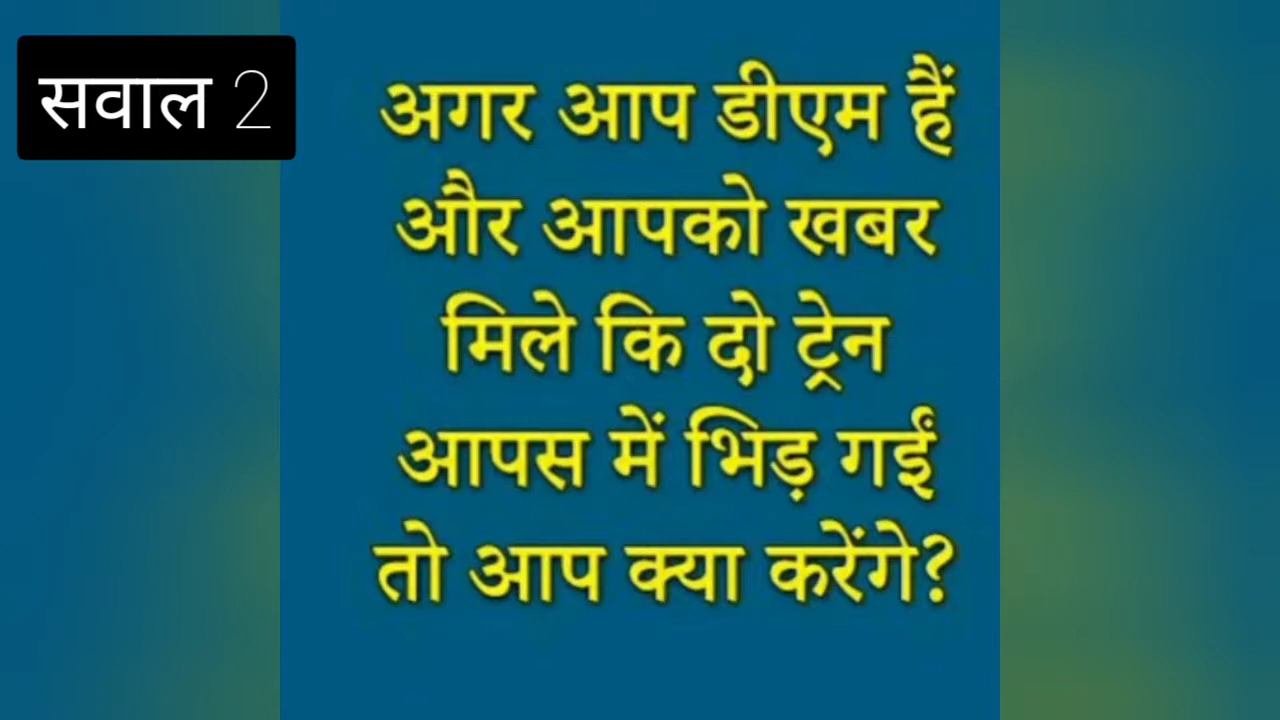 सवाल 2
अगर आप डीएम हैं
और आपको खबर
मिले कि दो ट्रेन
आपस में भिड़ गईं
तो आप क्या करेंगे?